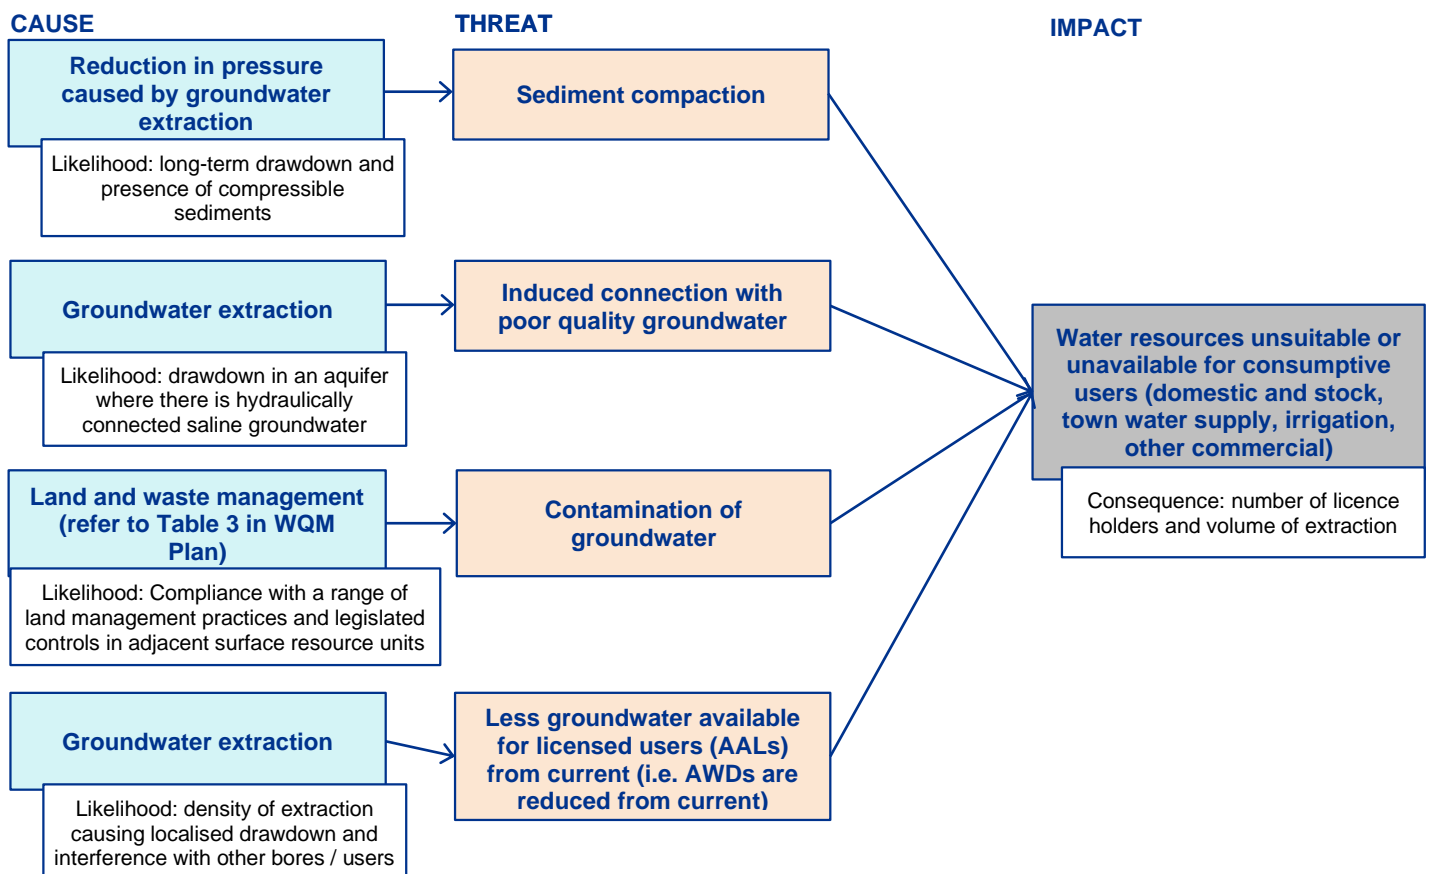 CAUSE
THREAT
IMPACT
Reduction in pressure
caused by groundwater
extraction
Likelihood: long-term drawdown and
presence of compressible
sediments
Sediment compaction
Groundwater extraction
Likelihood: drawdown in an aquifer
where there is hydraulically
connected saline groundwater
Induced connection with
poor quality groundwater
Land and waste management
(refer to Table 3 in WQM
Plan)
Likelihood: Compliance with a range of
land management practices and legislated
controls in adjacent surface resource units
Contamination of
groundwater
Groundwater extraction
Likelihood: density of extraction
causing localised drawdown and
interference with other bores / users
Less groundwater available
for licensed users (AALs)
from current (i.e. AWDs are
reduced from current)
Water resources unsuitable or
unavailable for consumptive
users (domestic and stock,
town water supply, irrigation,
other commercial)
Consequence: number of licence
holders and volume of extraction